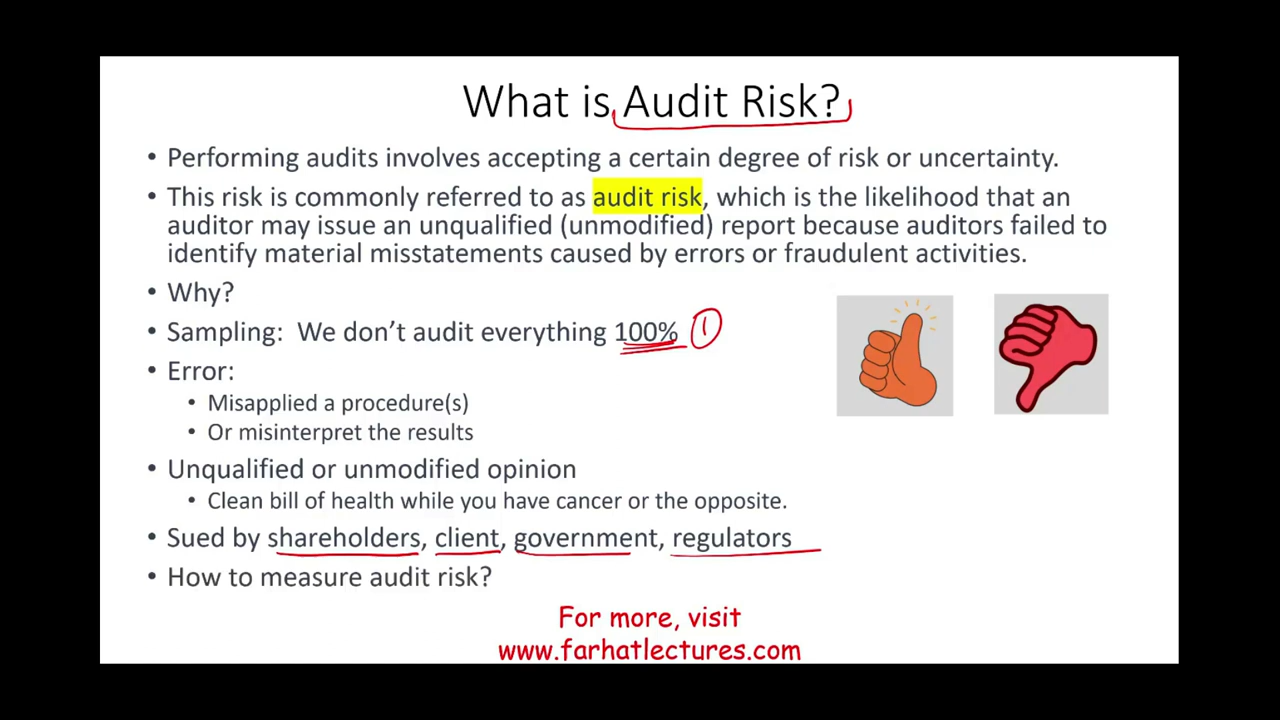 What is Audit Risk?
• Performing audits involves accepting a certain degree of risk or uncertainty.
• This risk is commonly referred to as audit risk, which is the likelihood that an
auditor may issue an unqualified (unmodified) report because auditors failed to
identify material misstatements caused by errors or fraudulent activities.
• Why?
• Sampling: We don't audit everything 100% 1
• Error:
• Misapplied a procedure(s)
• Or misinterpret the results
• Unqualified or unmodified opinion
• Clean bill of health while you have cancer or the opposite.
• Sued by shareholders, client, government, regulators
• How to measure audit risk?
For more, visit
www.farhatlectures.com